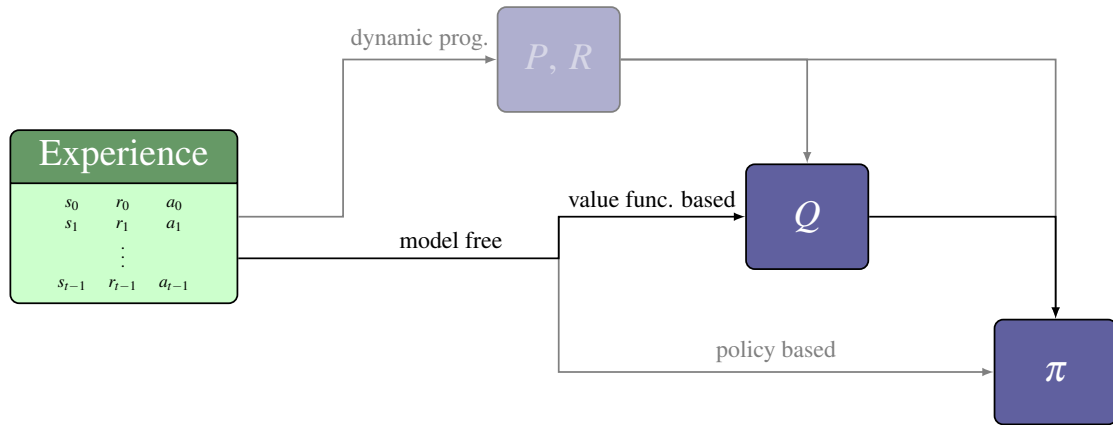 dynamic prog.
P, R
Experience
s₀ r₀ a₀
s₁ r₁ a₁
⋮
sₜ₋₁ rₜ₋₁ aₜ₋₁
value func. based
Q
model free
policy based
π